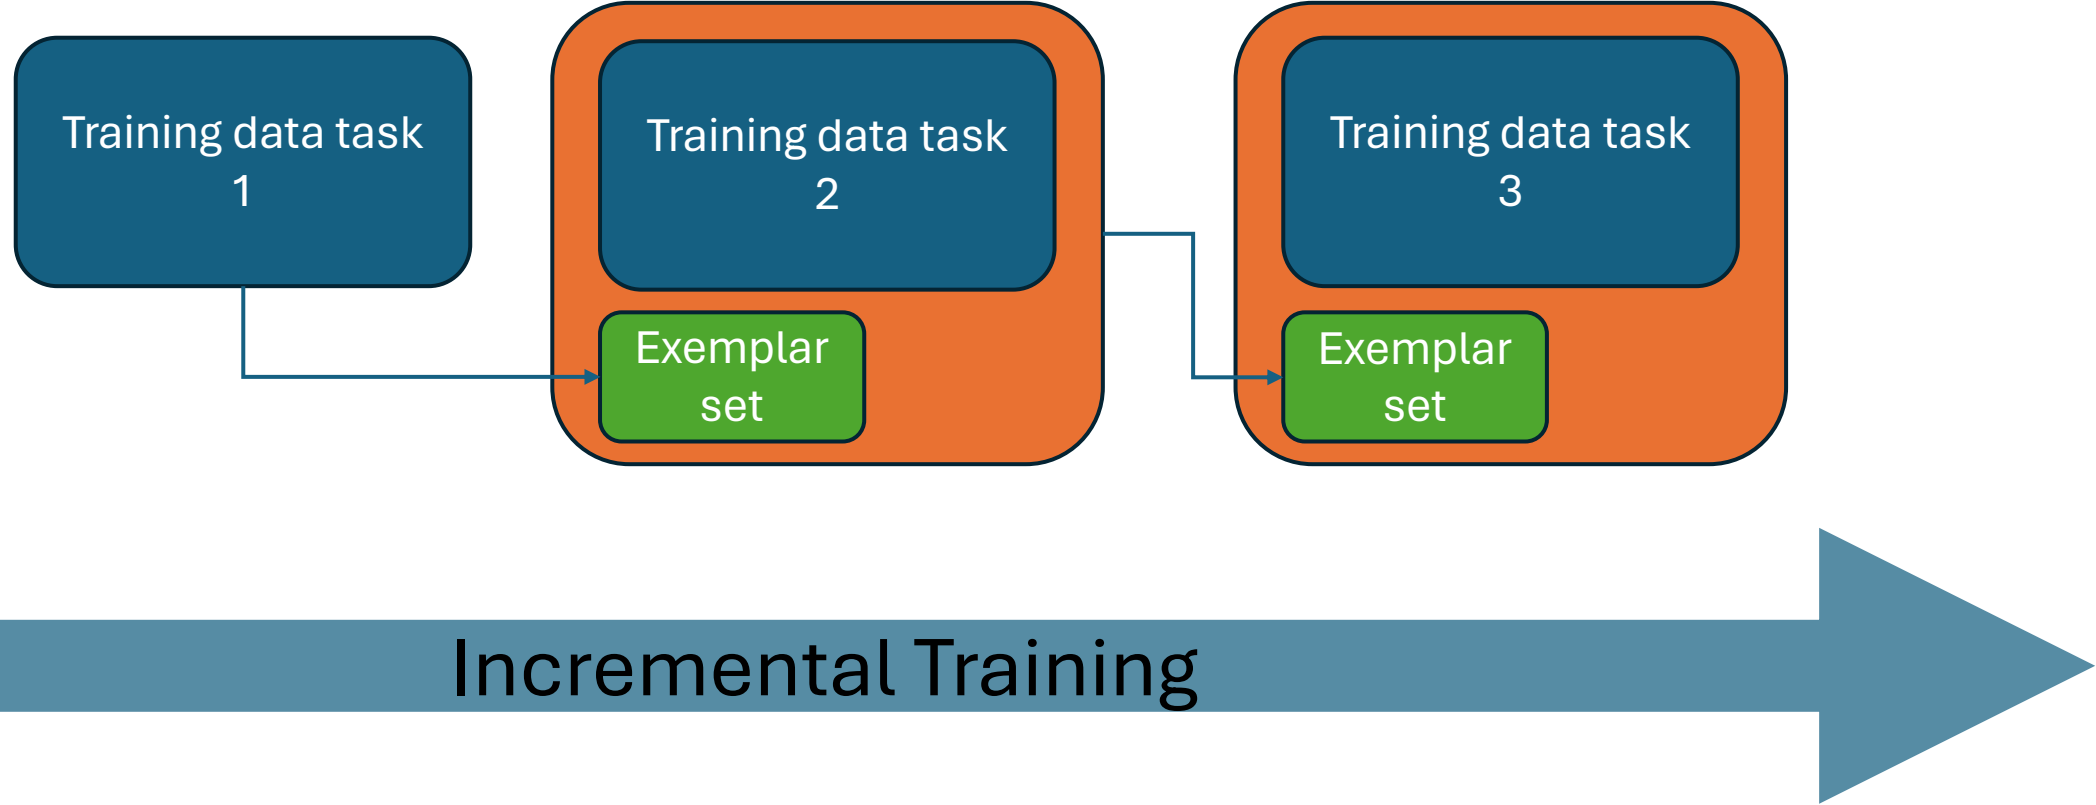 Training data task
1
Training data task
2
Training data task
3
Exemplar
set
Exemplar
set
Incremental Training